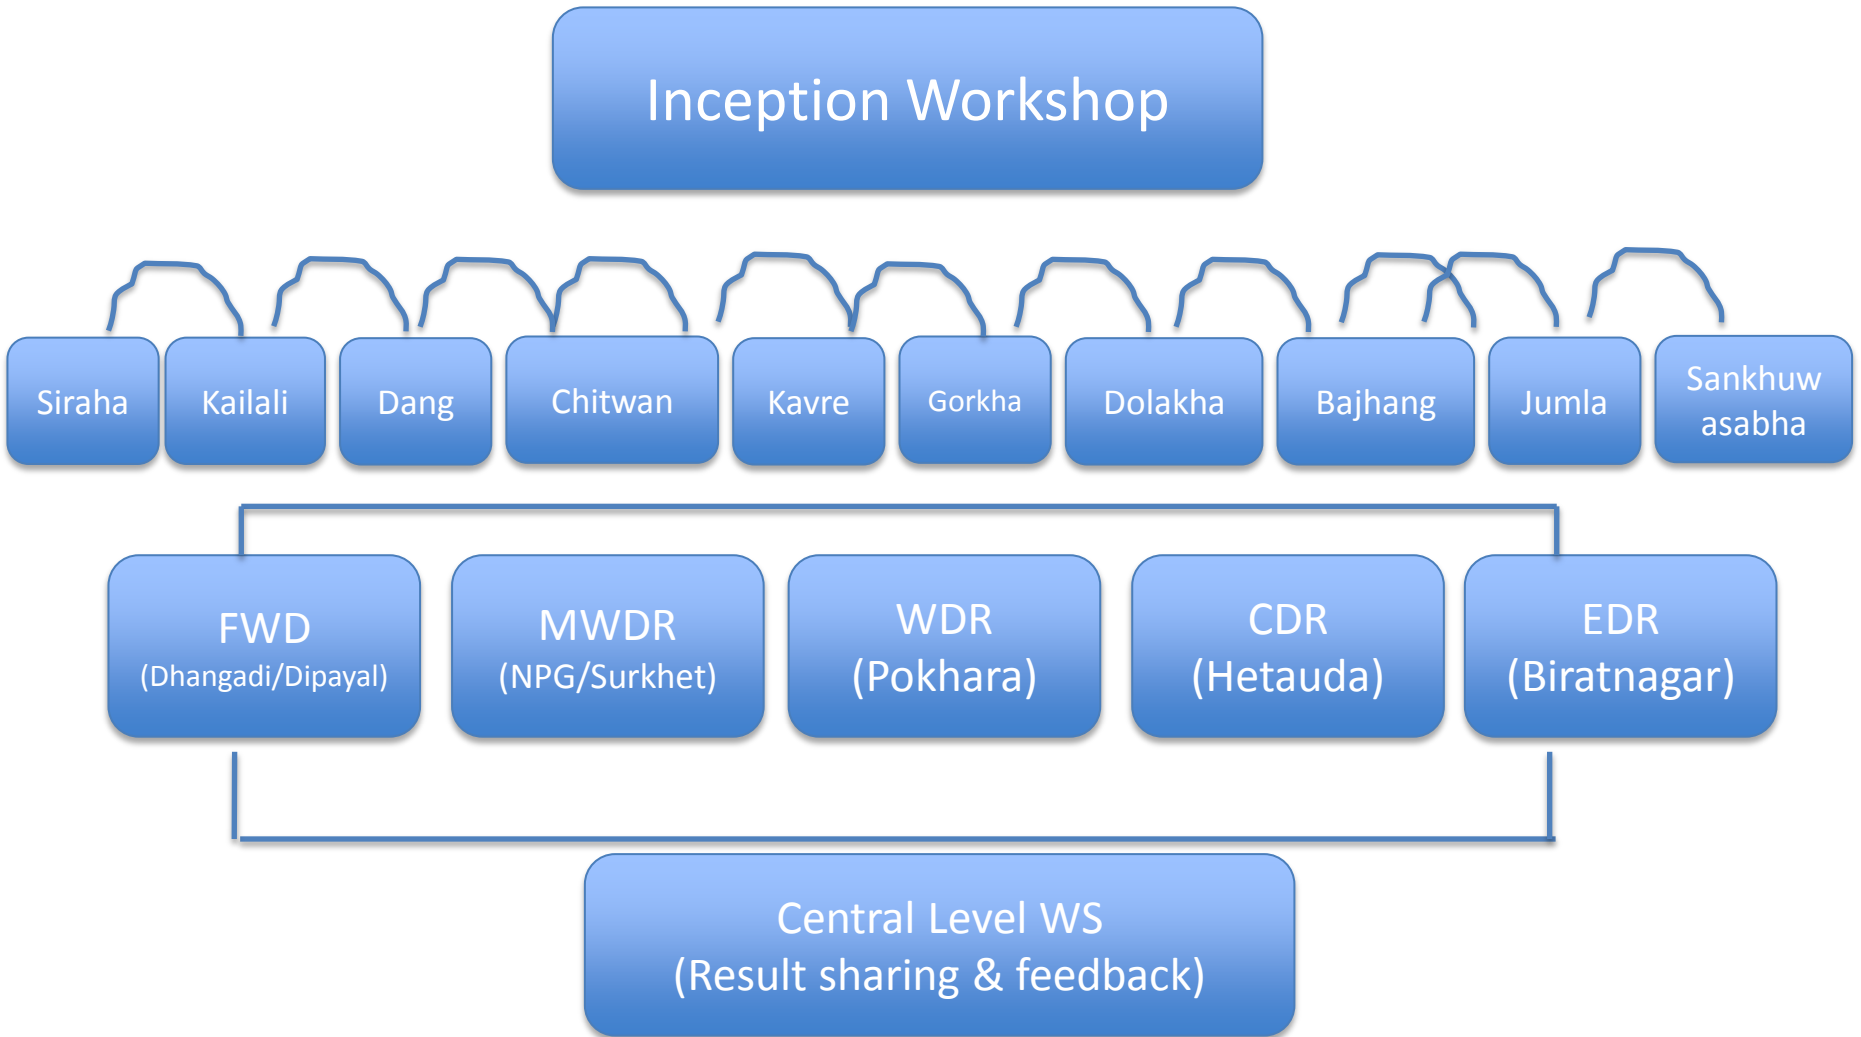 Inception Workshop
Siraha
Kailali
Dang
Chitwan
Kavre
Gorkha
Dolakha
Bajhang
Jumla
Sankhuw
asabha
FWD
(Dhangadi/Dipayal)
MWDR
(NPG/Surkhet)
WDR
(Pokhara)
CDR
(Hetauda)
EDR
(Biratnagar)
Central Level WS
(Result sharing & feedback)